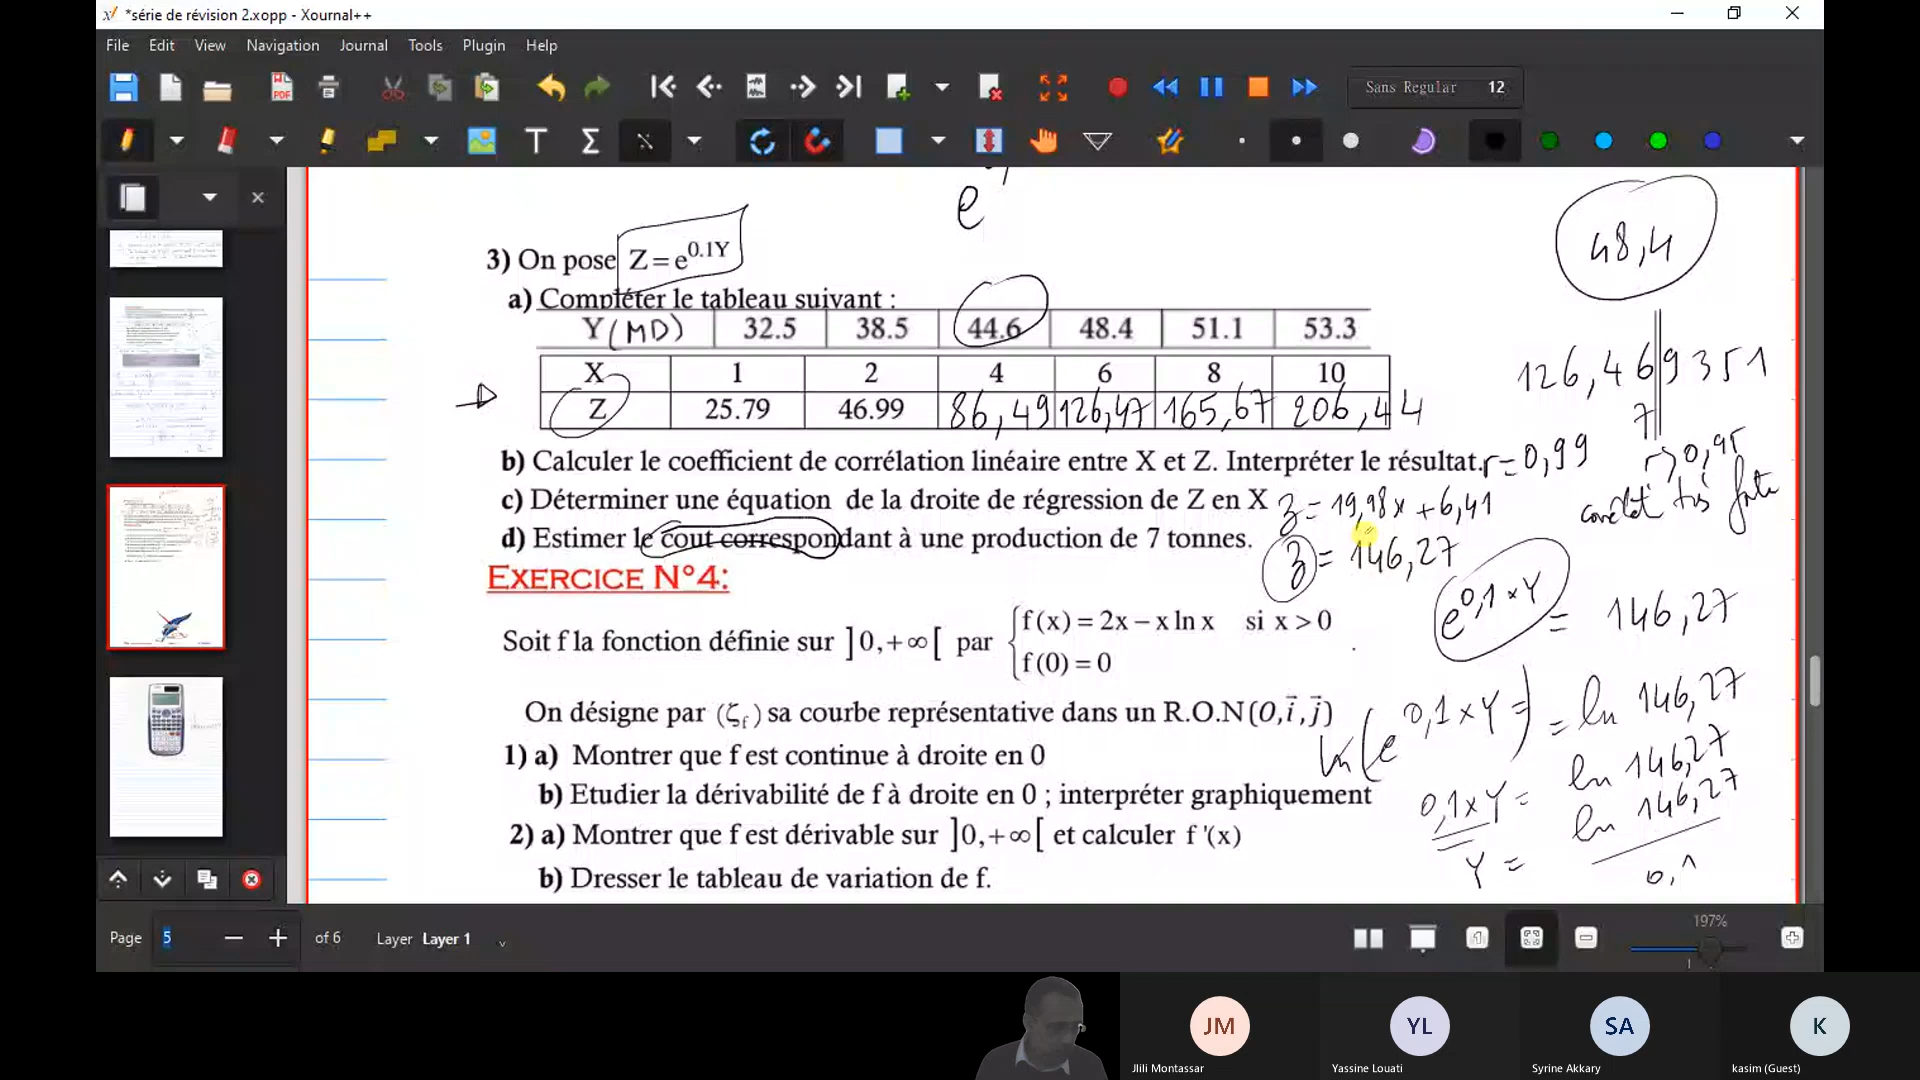 *série de révision 2.xopp - Xournal++
File Edit View Navigation Journal Tools Plugin Help
Sans Regular 12
e
48,4
3) On pose Z = e^0.1Y
a) Compléter le tableau suivant :
Y (MD) 32.5 38.5 44.6 48.4 51.1 53.3
X 1 2 4 6 8 10
Z 25.79 46.99 86,49 126,47 165,67 206,44
126,469351
7
b) Calculer le coefficient de corrélation linéaire entre X et Z. Interpréter le résultat. r=0,99
r>0,95
très forte
c) Déterminer une équation de la droite de régression de Z en X z=19,98x+6,41
d) Estimer le cout correspondant à une production de 7 tonnes. z = 146,27
EXERCICE N°4:
e^0,1×Y = 146,27
Soit f la fonction définie sur ]0,+∞[ par { f(x) = 2x − x ln x si x > 0
f(0) = 0 .
ln(e^0,1×Y) = ln 146,27
On désigne par (ζf) sa courbe représentative dans un R.O.N(O,i⃗,j⃗)
1) a) Montrer que f est continue à droite en 0
0,1×Y = ln 146,27
b) Etudier la dérivabilité de f à droite en 0 ; interpréter graphiquement
2) a) Montrer que f est dérivable sur ]0,+∞[ et calculer f '(x)
Y = ln 146,27 / 0,1
b) Dresser le tableau de variation de f.
Page 5 of 6 Layer Layer 1
197%
JM YL SA K
Jlili Montassar Yassine Louati Syrine Akkary kasim (Guest)